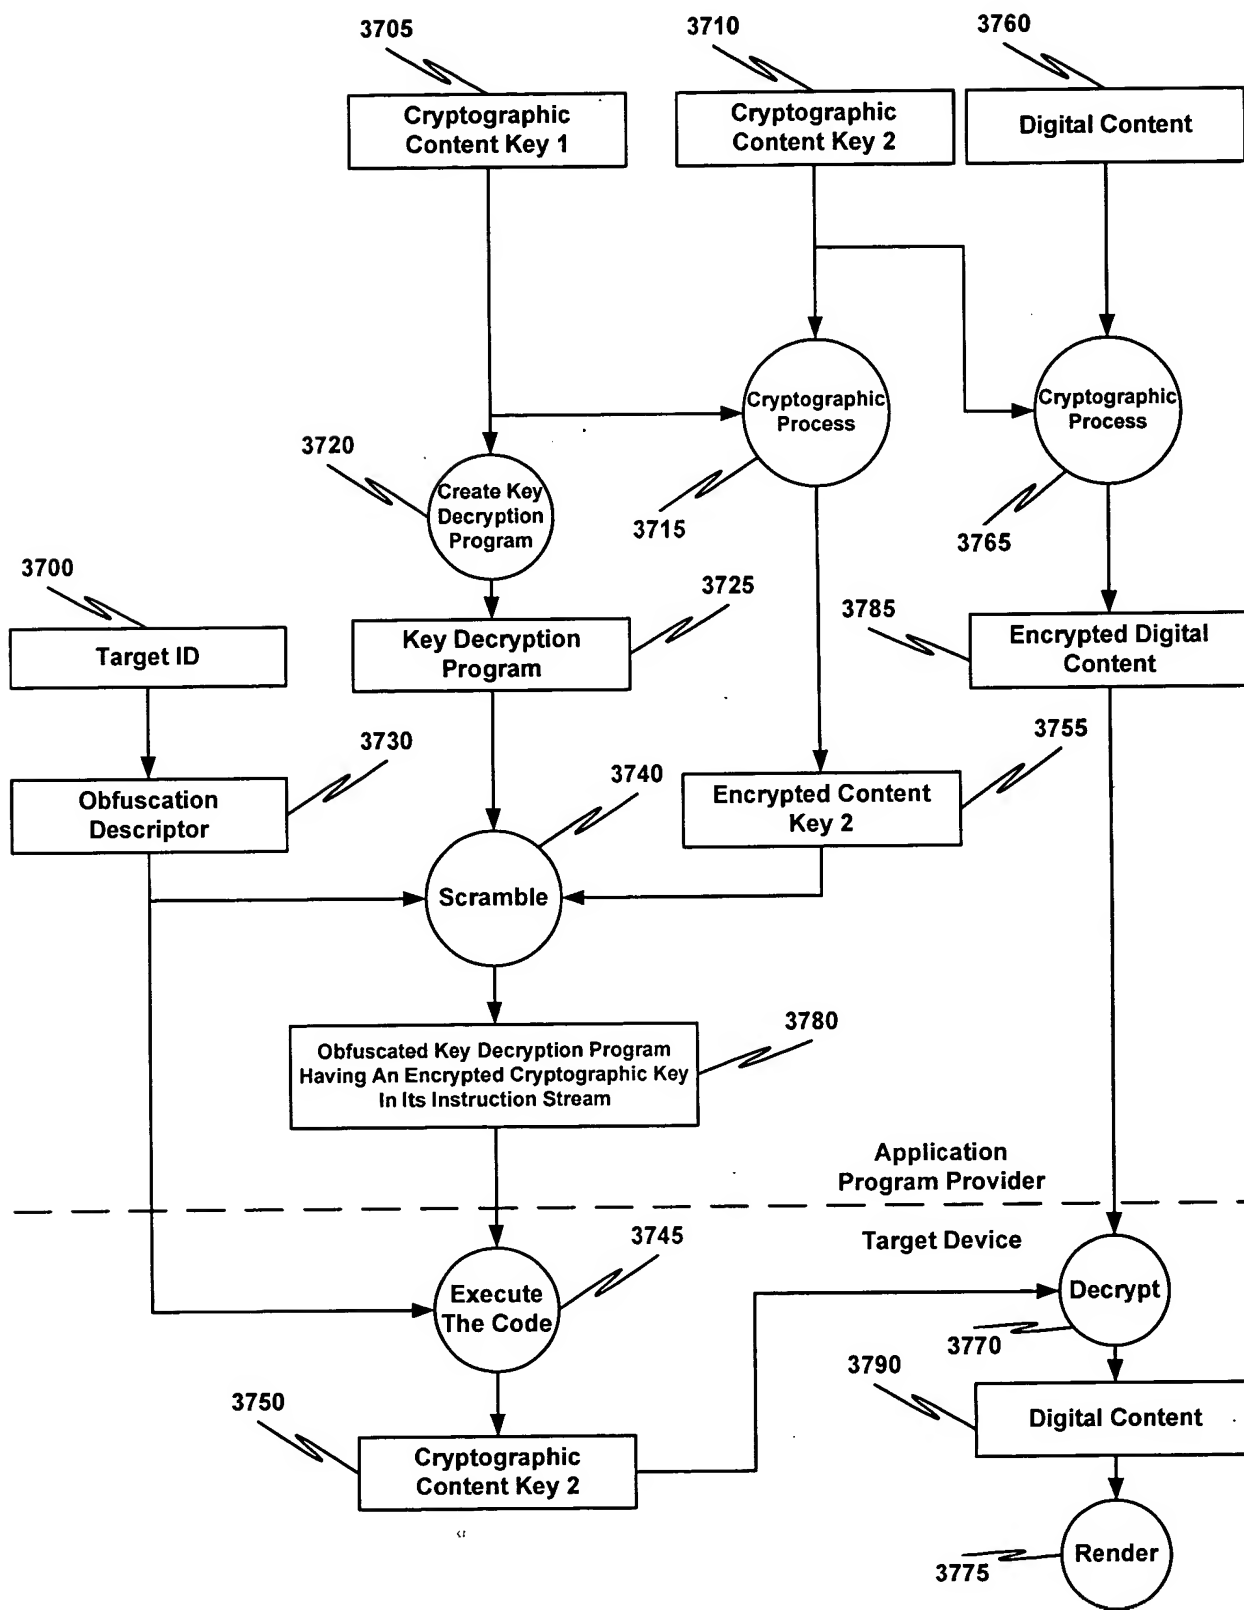 3705
3710
3760
Cryptographic
Content Key 1
Cryptographic
Content Key 2
Digital Content
Cryptographic
Process
Cryptographic
Process
3720
Create Key
Decryption
Program
3715
3765
3700
3725
3785
Target ID
Key Decryption
Program
Encrypted Digital
Content
3730
3740
3755
Obfuscation
Descriptor
Encrypted Content
Key 2
Scramble
3780
Obfuscated Key Decryption Program
Having An Encrypted Cryptographic Key
In Its Instruction Stream
Application
Program Provider
Target Device
3745
Execute
The Code
Decrypt
3770
3790
3750
Cryptographic
Content Key 2
Digital Content
Render
3775